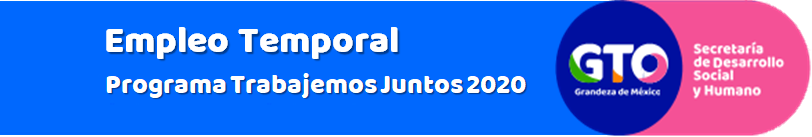 Empleo Temporal
Programa Trabajemos Juntos 2020
GTO
Grandeza de México
Secretaría
de Desarrollo
Social
y Humano